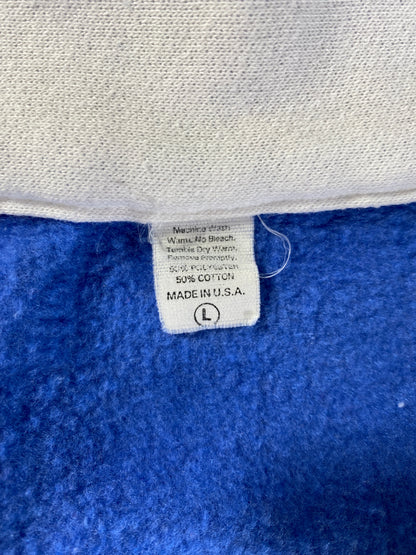 Machine Wash
Warm. No Bleach.
Tumble Dry Warm.
Remove Promptly.
50% POLYESTER
50% COTTON
MADE IN U.S.A.
L